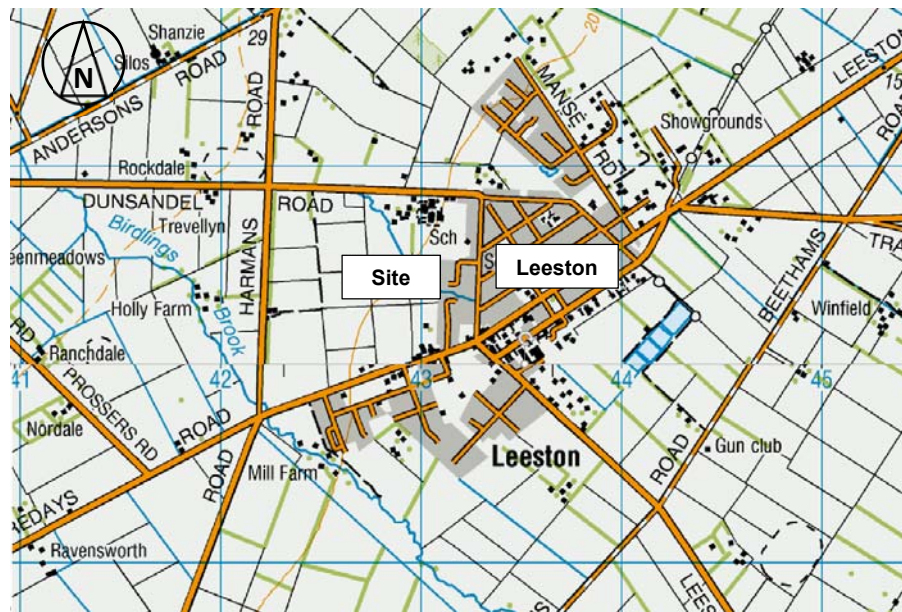 Shanzie
29
20
Silos
ROAD
ROAD
MANSE
RD
LEESTON
15
ROAD
N
ANDERSONS
Showgrounds
Rockdale
DUNSANDEL
ROAD
Trevellyn
Birdlings
Brook
Sch
TRA
eenmeadows
HARMANS
Site
S
Leeston
BEETHAMS
Winfield
Holly Farm
RD
Ranchdale
41
42
43
44
45
PROSSERS RD
Nordale
ROAD
ROAD
Leeston
ROAD
Gun club
Mill Farm
REDAYS
Ravensworth
LEES